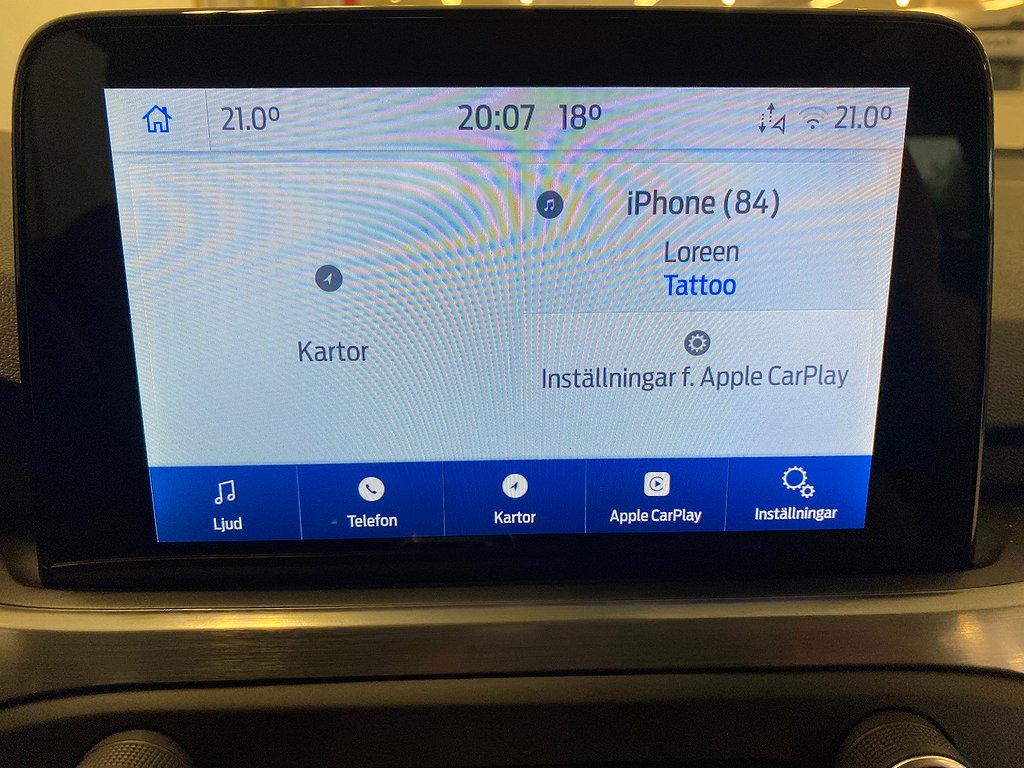 21.0º 20:07 18º 21.0º
iPhone (84)
Loreen
Tattoo
Kartor
Inställningar f. Apple CarPlay
Ljud Telefon Kartor Apple CarPlay Inställningar